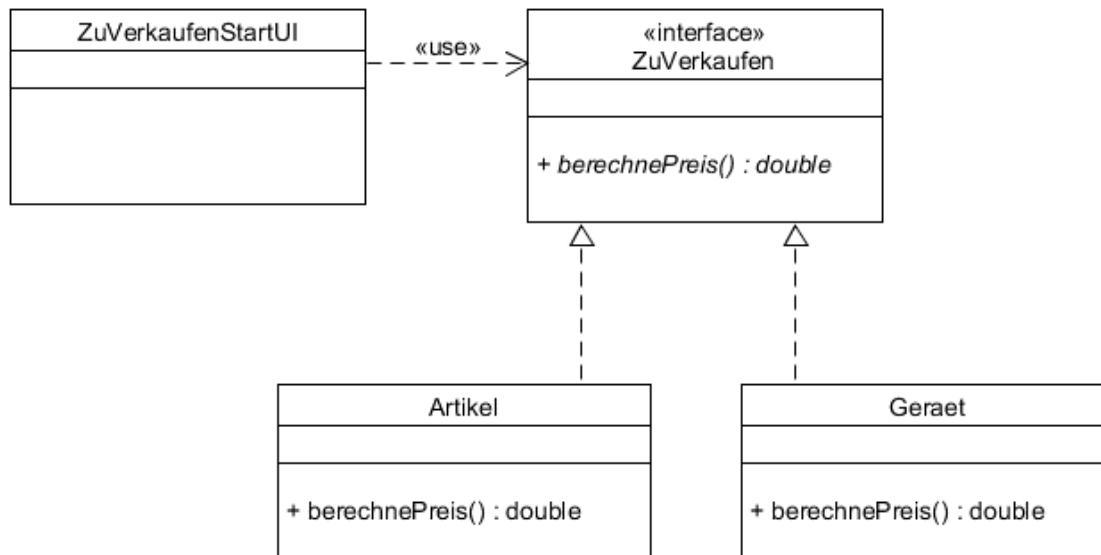 ZuVerkaufenStartUI
«use»
«interface»
ZuVerkaufen
+ berechnePreis() : double
Artikel
+ berechnePreis() : double
Geraet
+ berechnePreis() : double